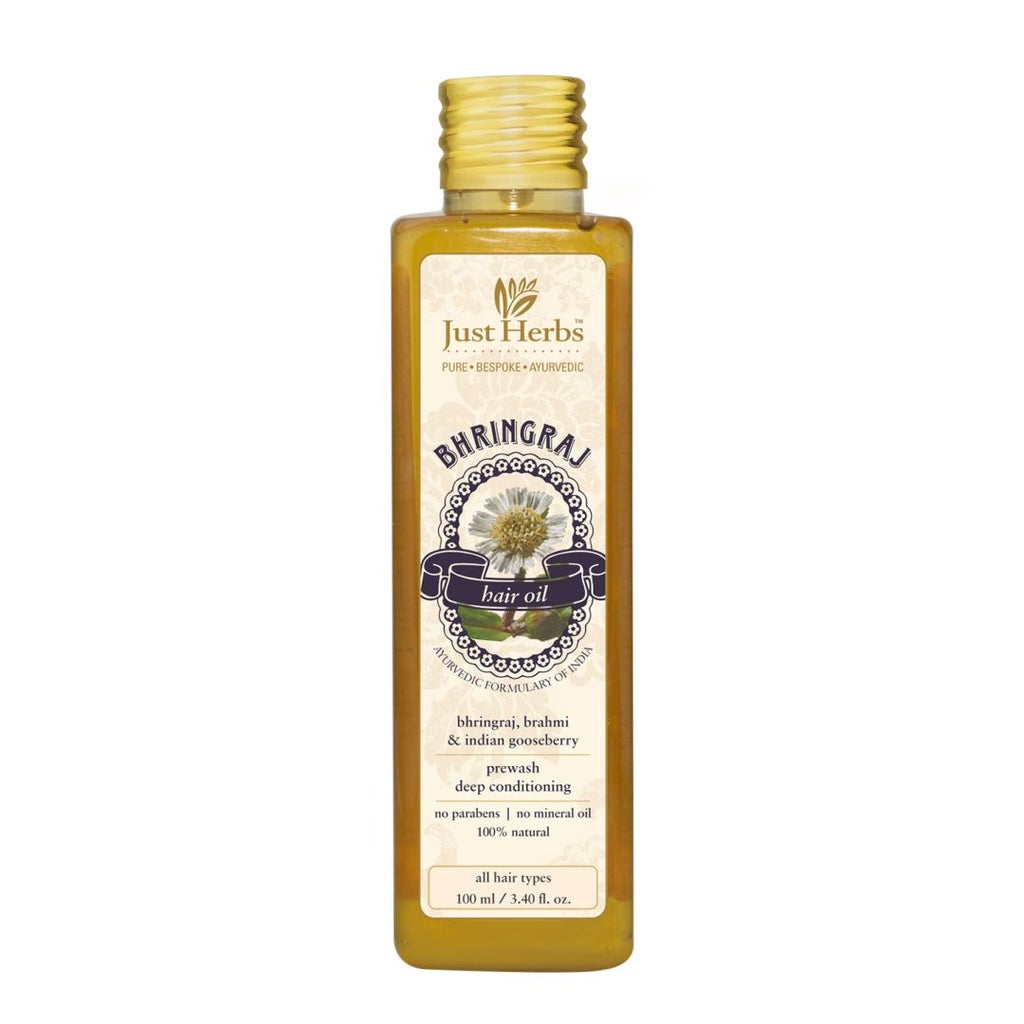 Just Herbs™
PURE • BESPOKE • AYURVEDIC
BHRINGRAJ
hair oil
AYURVEDIC FORMULARY OF INDIA
bhringraj, brahmi
& indian gooseberry
prewash
deep conditioning
no parabens | no mineral oil
100% natural
all hair types
100 ml / 3.40 fl. oz.